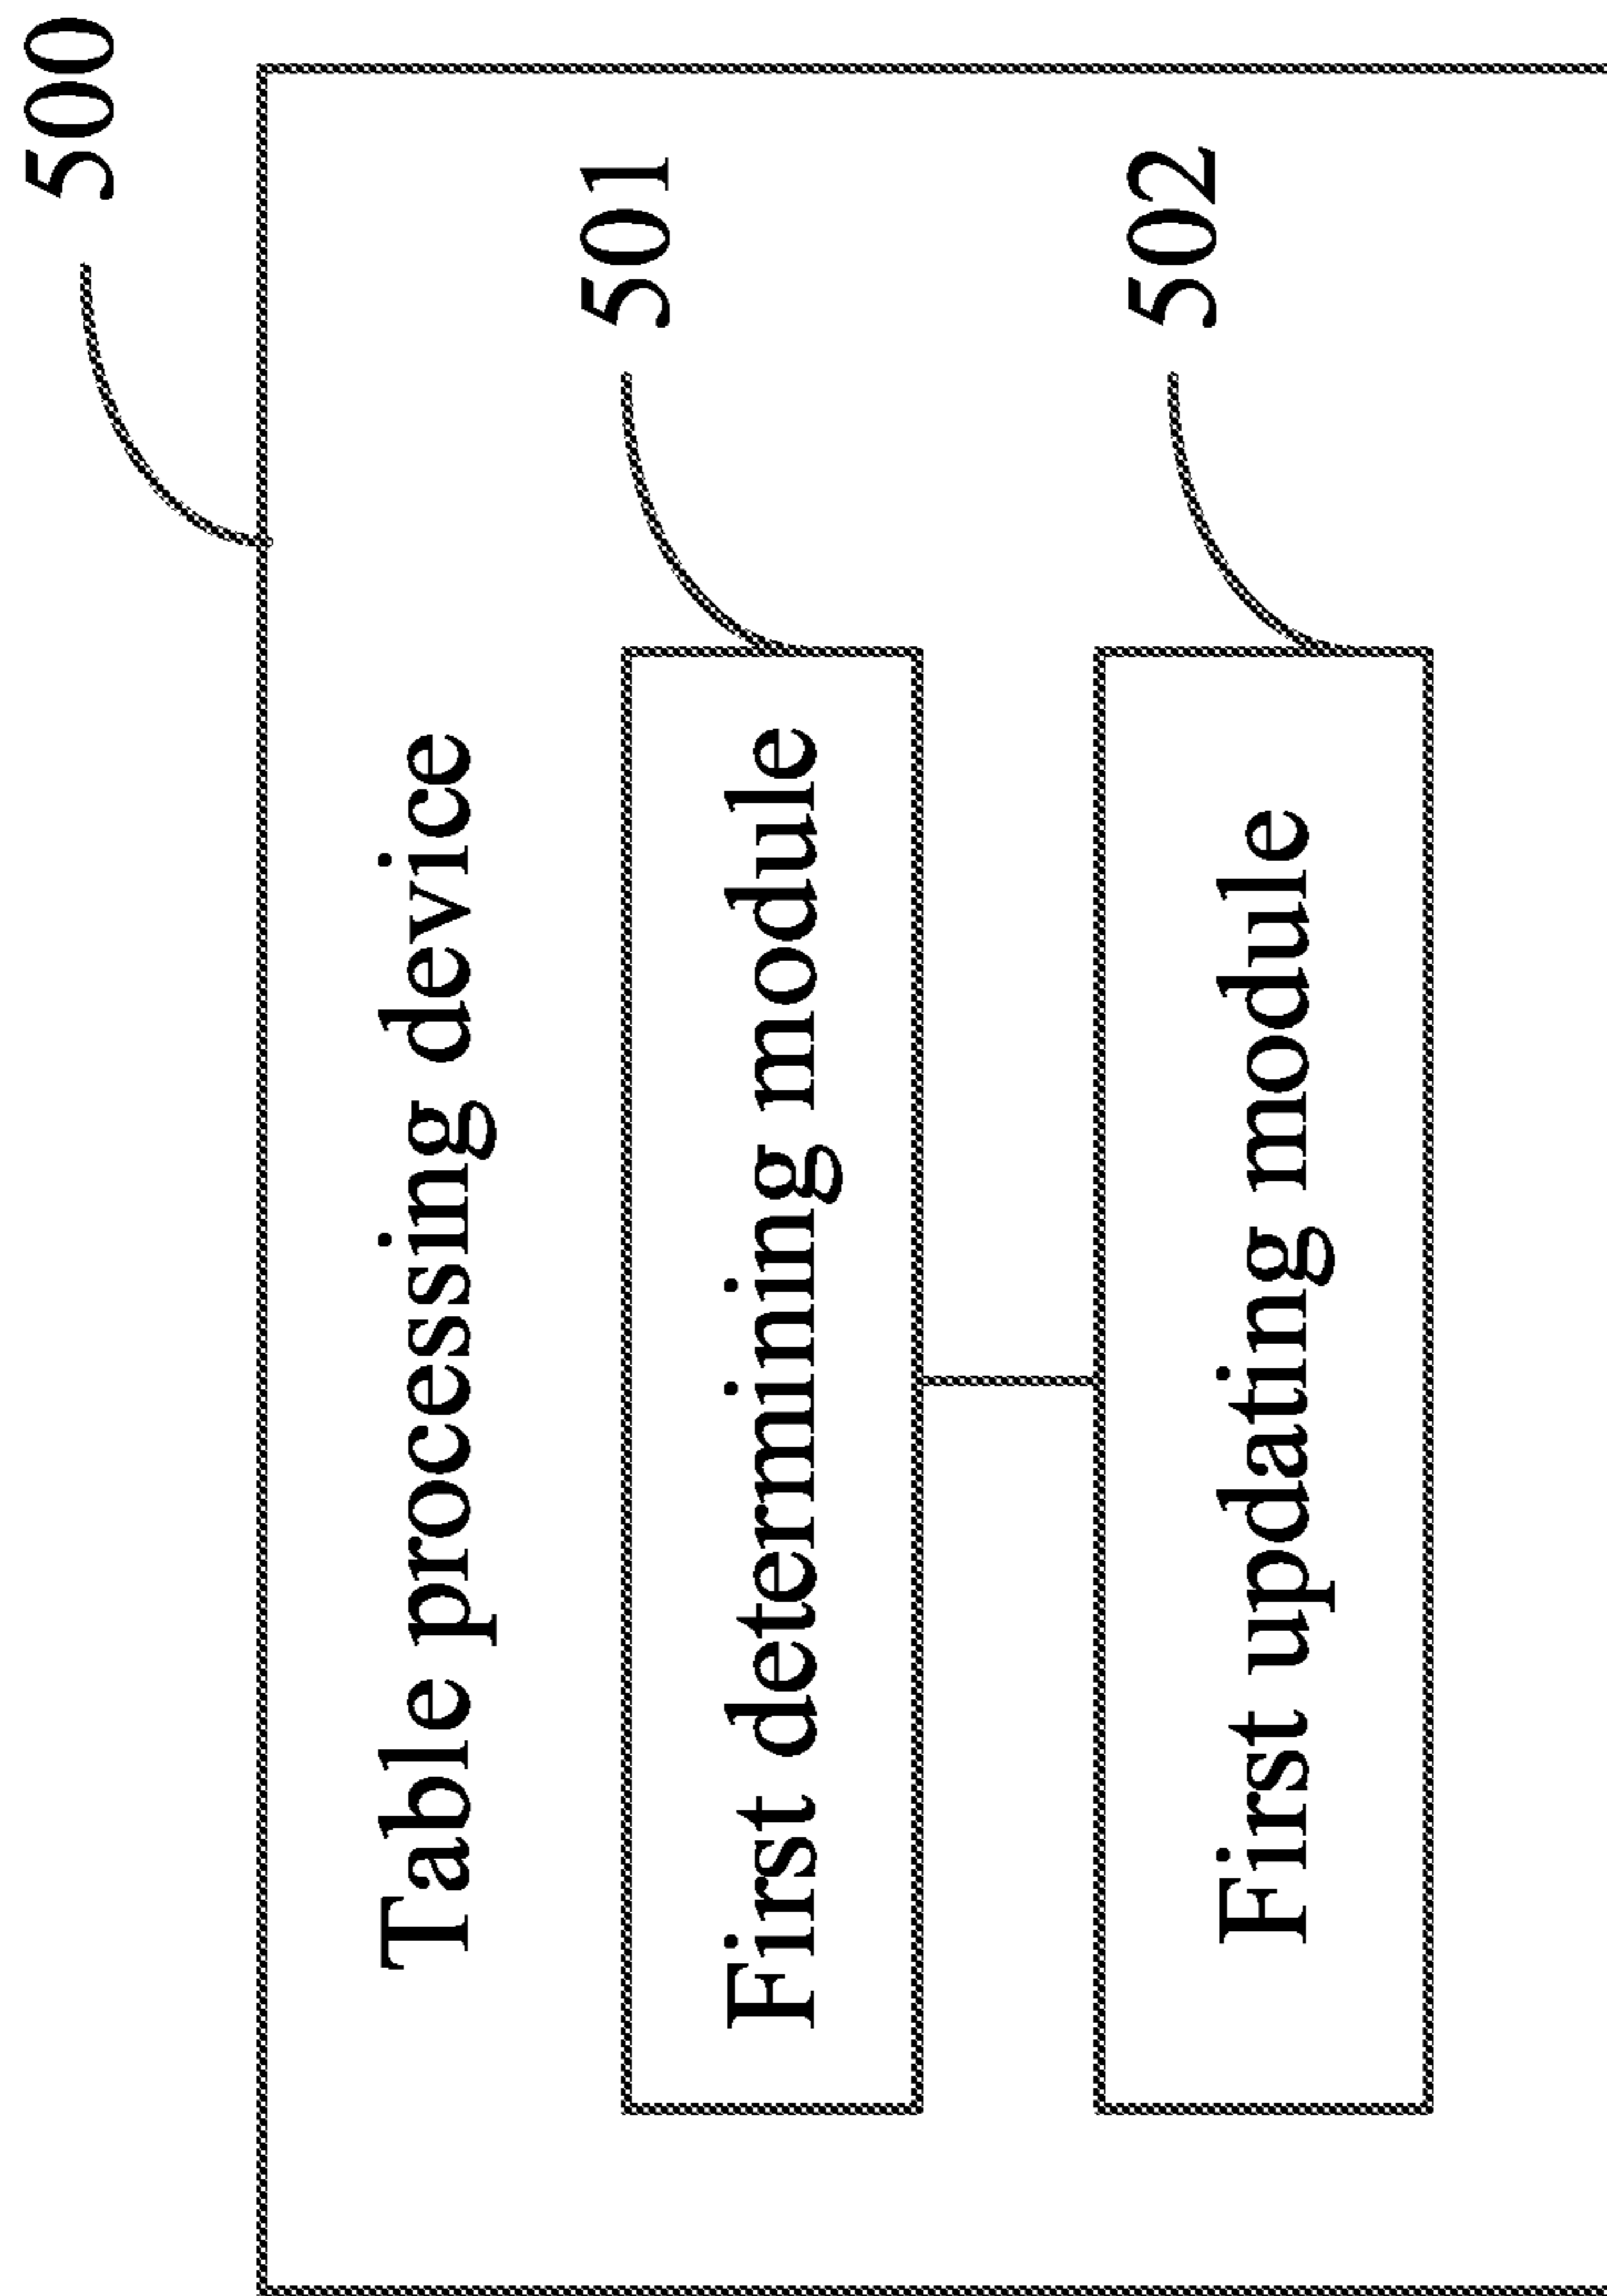 500
Table processing device
501
First determining module
502
First updating module